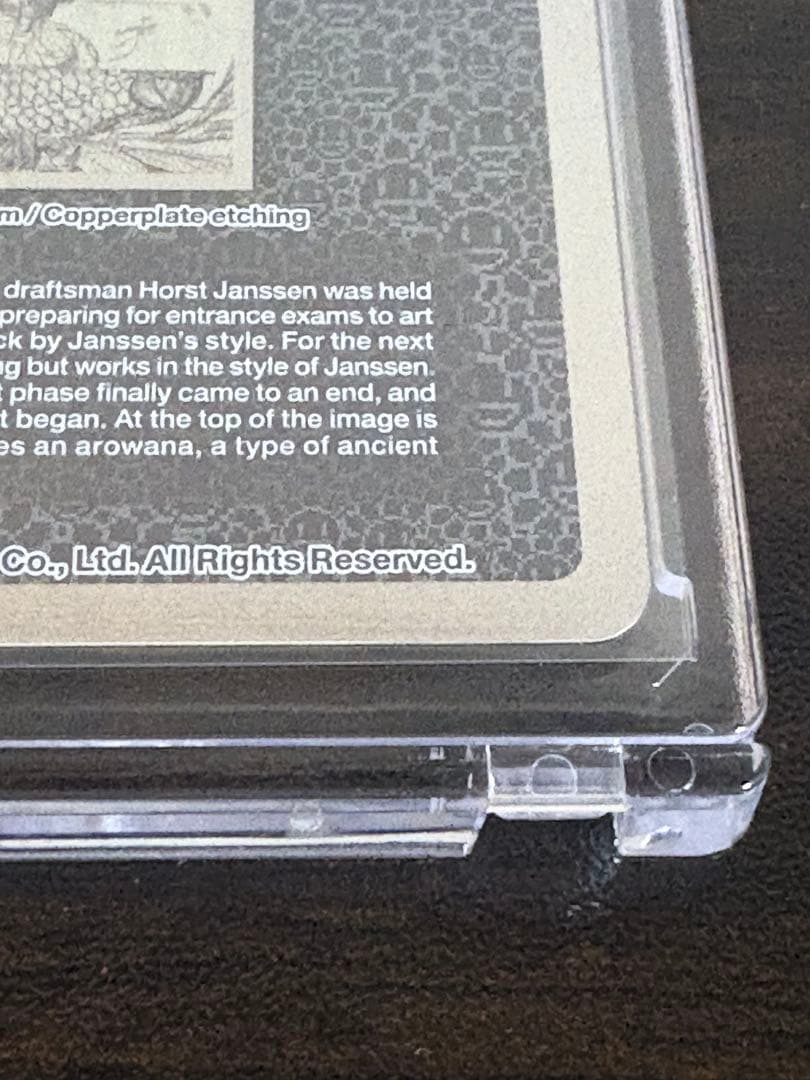 m/Copperplate etching
draftsman Horst Janssen was held
preparing for entrance exams to art
ck by Janssen's style. For the next
ng but works in the style of Janssen.
t phase finally came to an end, and
t began. At the top of the image is
es an arowana, a type of ancient
Co., Ltd. All Rights Reserved.